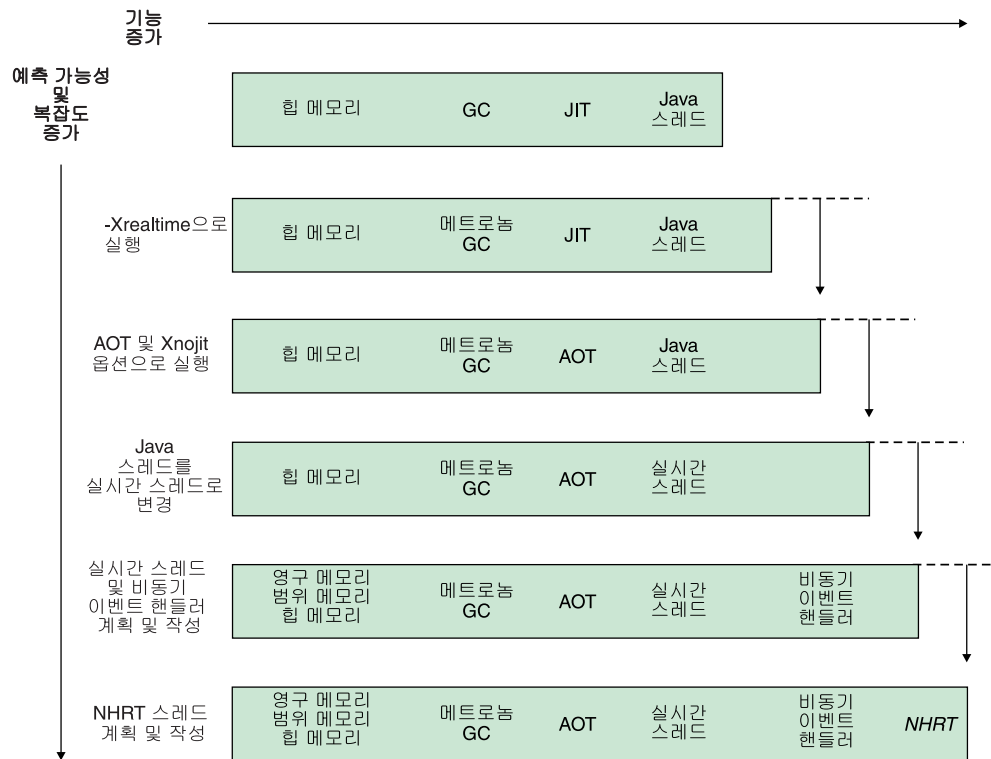 기능
증가
예측 가능성
및
복잡도
증가
힙 메모리
GC
JIT
Java
스레드
-Xrealtime으로
실행
힙 메모리
메트로놈
GC
JIT
Java
스레드
AOT 및 Xnojit
옵션으로 실행
힙 메모리
메트로놈
GC
AOT
Java
스레드
Java
스레드를
실시간 스레드로
변경
힙 메모리
메트로놈
GC
AOT
실시간
스레드
실시간 스레드
및 비동기
이벤트 핸들러
계획 및 작성
영구 메모리
범위 메모리
힙 메모리
메트로놈
GC
AOT
실시간
스레드
비동기
이벤트
핸들러
NHRT 스레드
계획 및 작성
영구 메모리
범위 메모리
힙 메모리
메트로놈
GC
AOT
실시간
스레드
비동기
이벤트
핸들러
NHRT